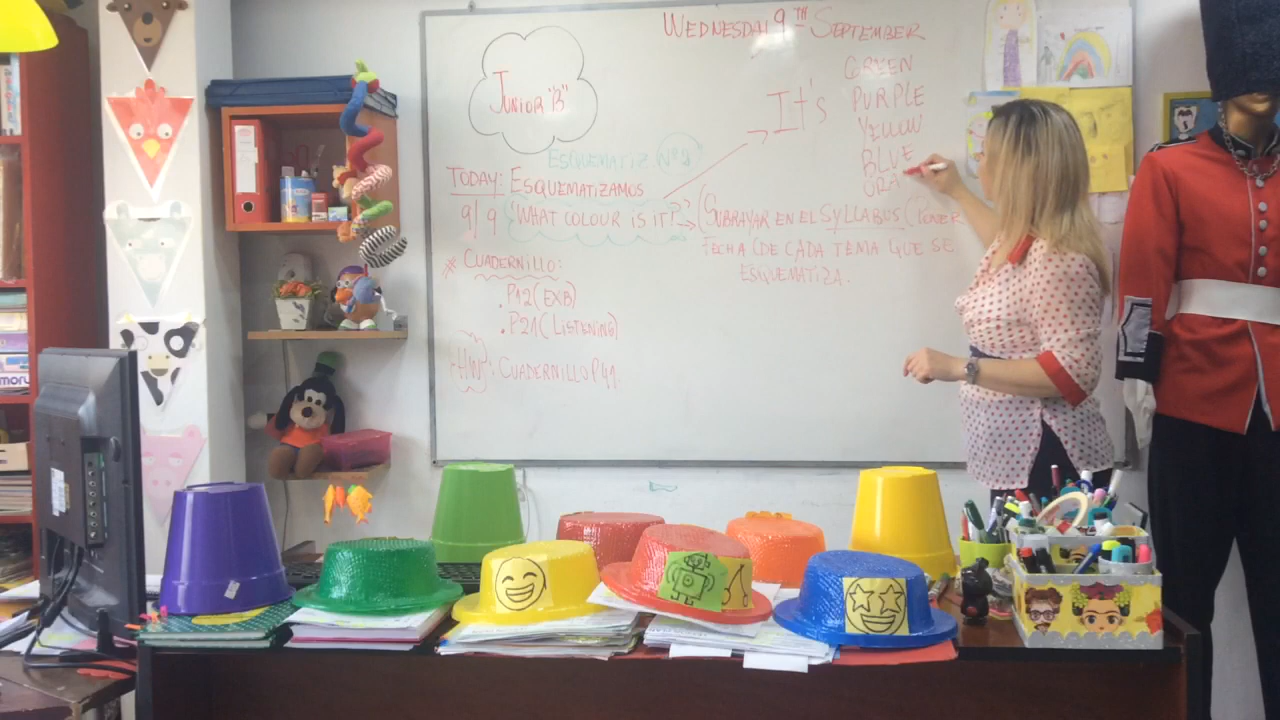 WEDNESDAY 9TH SEPTEMBER
JUNIOR "B"
It's
GREEN
PURPLE
YELLOW
BLUE
ORA
ESQUEMATIZ Nº1
TODAY: ESQUEMATIZAMOS
9/9 "WHAT COLOUR IS IT?" → (SUBRAYAR EN EL SYLLABUS (PONER
FECHA (DE CADA TEMA QUE SE
ESQUEMATIZA.
* CUADERNILLO:
. P12 (EXB)
. P21 (LISTENING)
HW: CUADERNILLO P41.